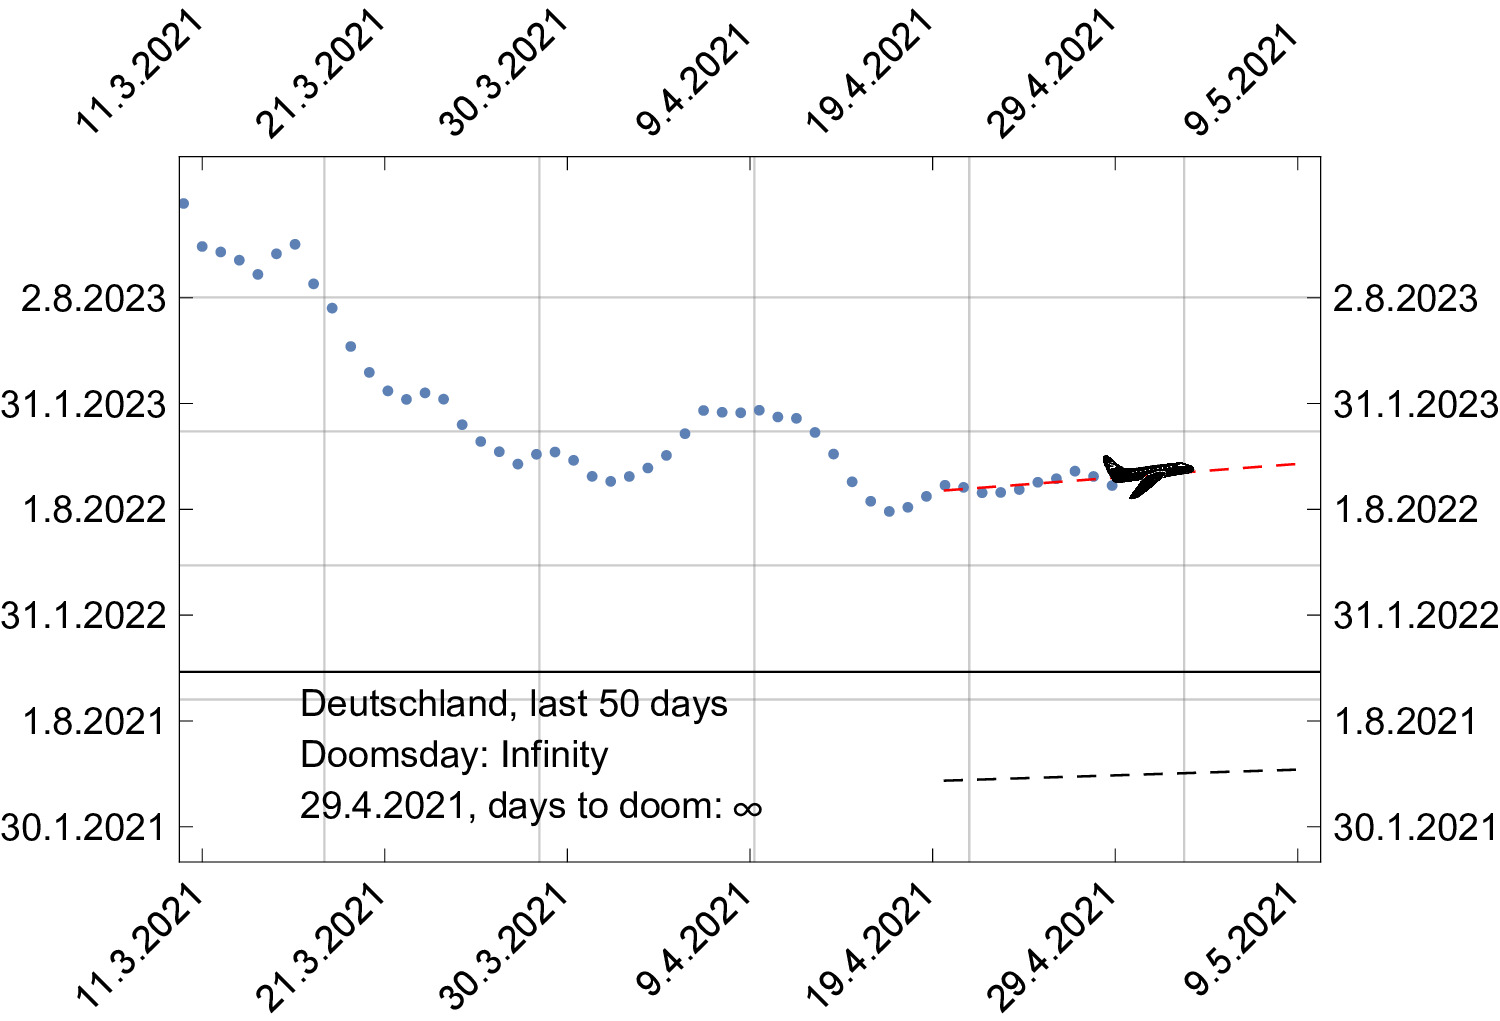 11.3.2021 21.3.2021 30.3.2021 9.4.2021 19.4.2021 29.4.2021 9.5.2021
2.8.2023 2.8.2023
31.1.2023 31.1.2023
1.8.2022 1.8.2022
31.1.2022 31.1.2022
Deutschland, last 50 days
1.8.2021 1.8.2021
Doomsday: Infinity
29.4.2021, days to doom: ∞
30.1.2021 30.1.2021
11.3.2021 21.3.2021 30.3.2021 9.4.2021 19.4.2021 29.4.2021 9.5.2021